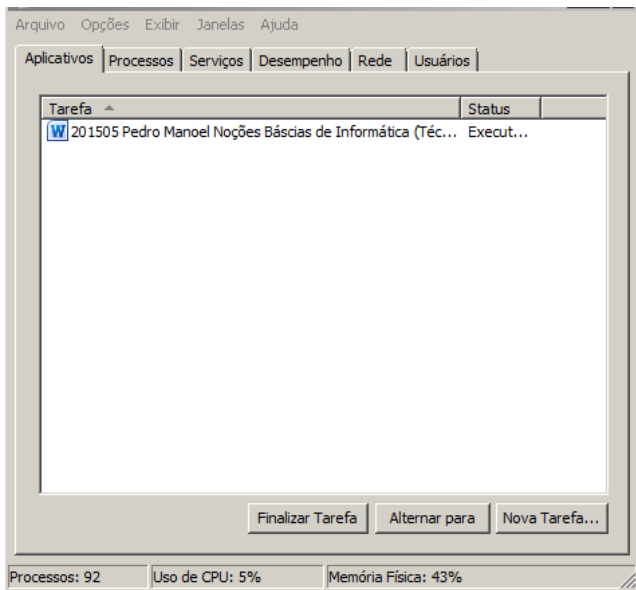 Arquivo Opções Exibir Janelas Ajuda
Aplicativos Processos Serviços Desempenho Rede Usuários
Tarefa Status
201505 Pedro Manoel Noções Báscias de Informática (Téc... Execut...
Finalizar Tarefa Alternar para Nova Tarefa...
Processos: 92 Uso de CPU: 5% Memória Física: 43%